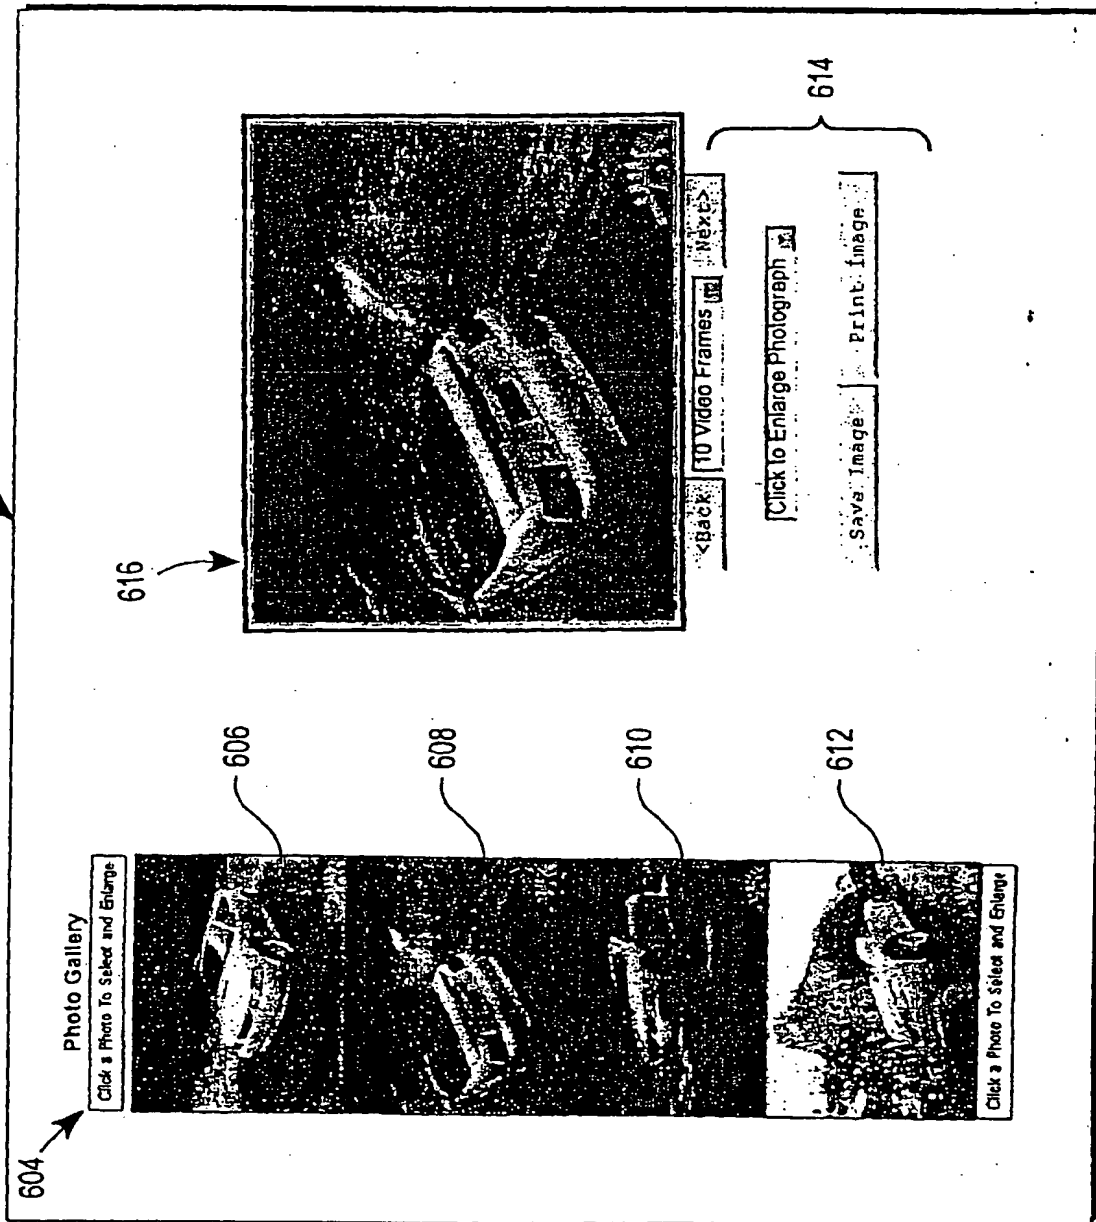 604
Photo Gallery
Click a Photo To Select and Enlarge
606
608
610
612
Click a Photo To Select and Enlarge
616
<Back
10 Video Frames
Next>
Click to Enlarge Photograph
Save Image
Print Image
614